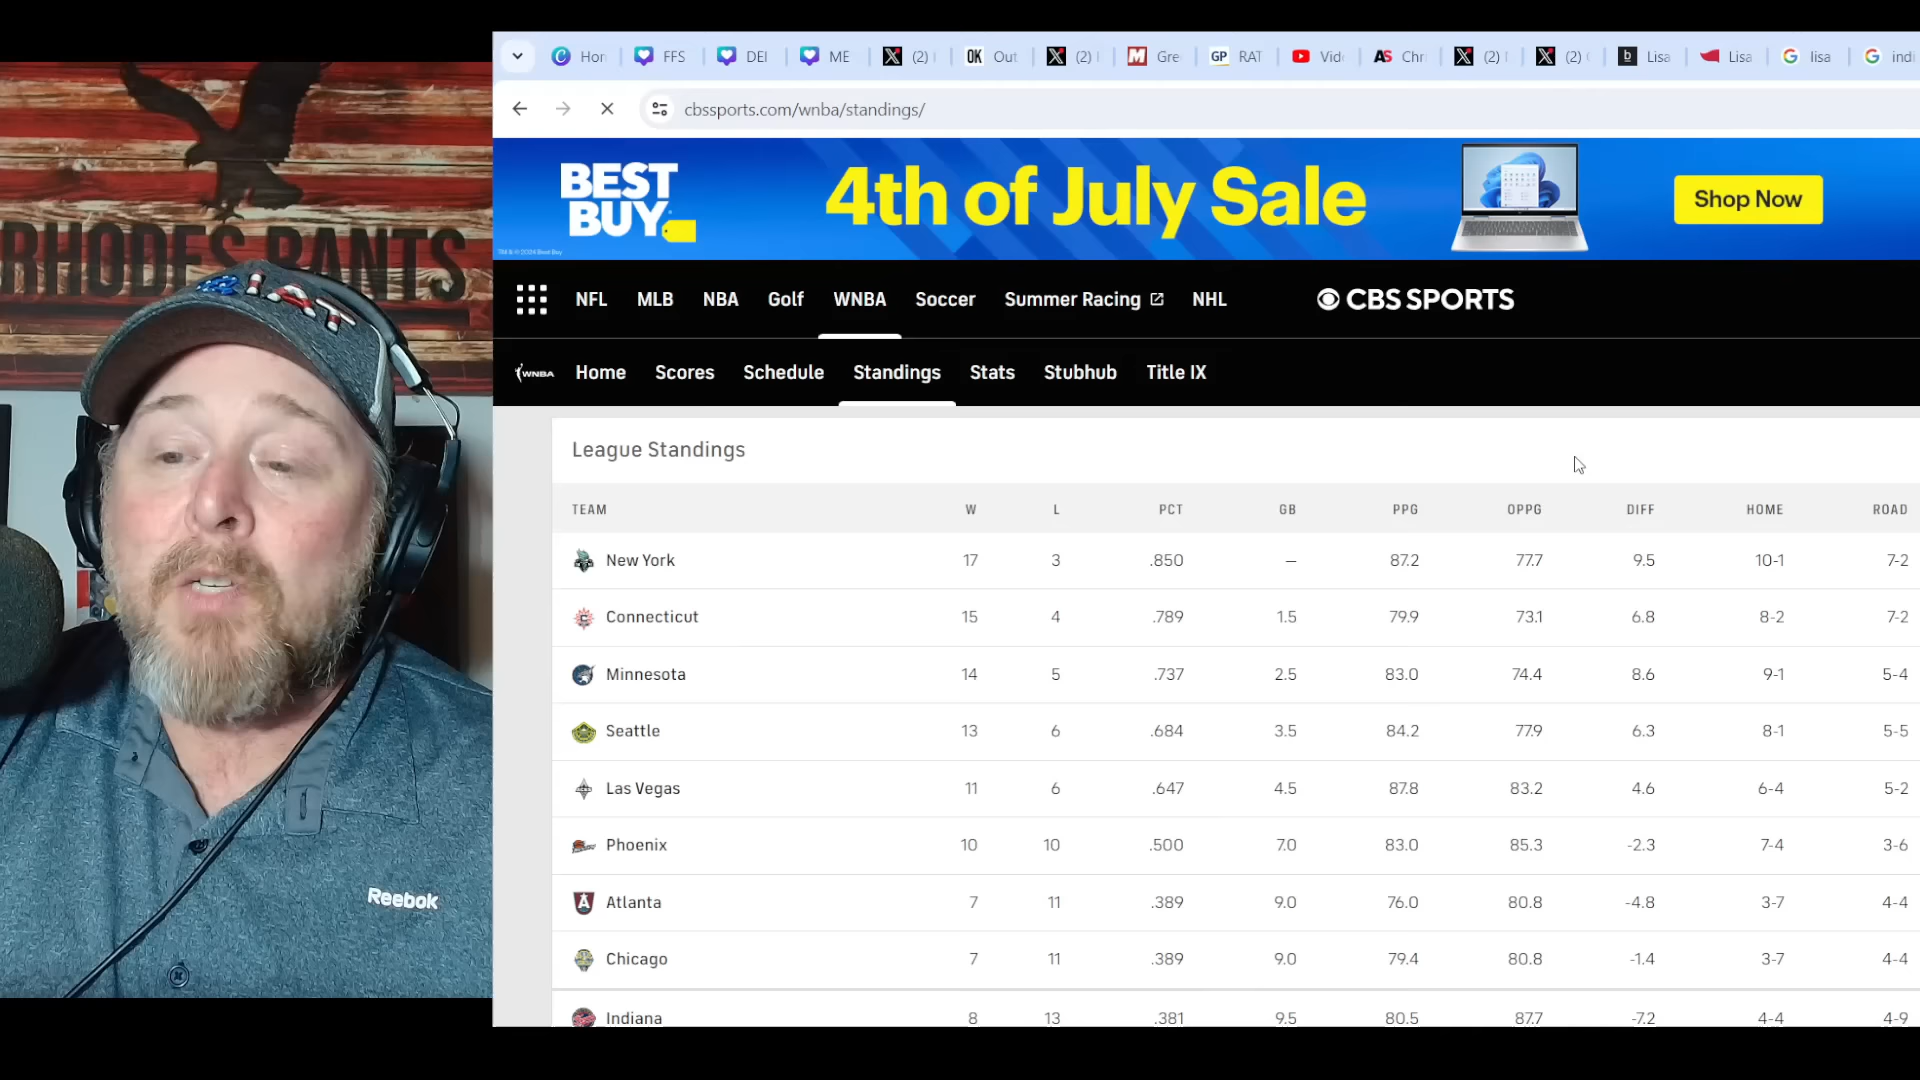 Hor
FFS
DEI
ME
(2)
OK
Out
(2)
Gre
GP
RAT
Vid
AS
Chr
(2)
(2)
b
Lisa
Lisa
lisa
indi
cbssports.com/wnba/standings/
BEST
BUY
4th of July Sale
Shop Now
NFL MLB NBA Golf WNBA Soccer Summer Racing NHL
CBS SPORTS
WNBA
Home Scores Schedule Standings Stats Stubhub Title IX
League Standings
TEAM W L PCT GB PPG OPPG DIFF HOME ROAD
New York 17 3 .850 – 87.2 77.7 9.5 10-1 7-2
Connecticut 15 4 .789 1.5 79.9 73.1 6.8 8-2 7-2
Minnesota 14 5 .737 2.5 83.0 74.4 8.6 9-1 5-4
Seattle 13 6 .684 3.5 84.2 77.9 6.3 8-1 5-5
Las Vegas 11 6 .647 4.5 87.8 83.2 4.6 6-4 5-2
Phoenix 10 10 .500 7.0 83.0 85.3 -2.3 7-4 3-6
Atlanta 7 11 .389 9.0 76.0 80.8 -4.8 3-7 4-4
Chicago 7 11 .389 9.0 79.4 80.8 -1.4 3-7 4-4
Indiana 8 13 .381 9.5 80.5 87.7 -7.2 4-4 4-9
RHODES RANTS
Reebok